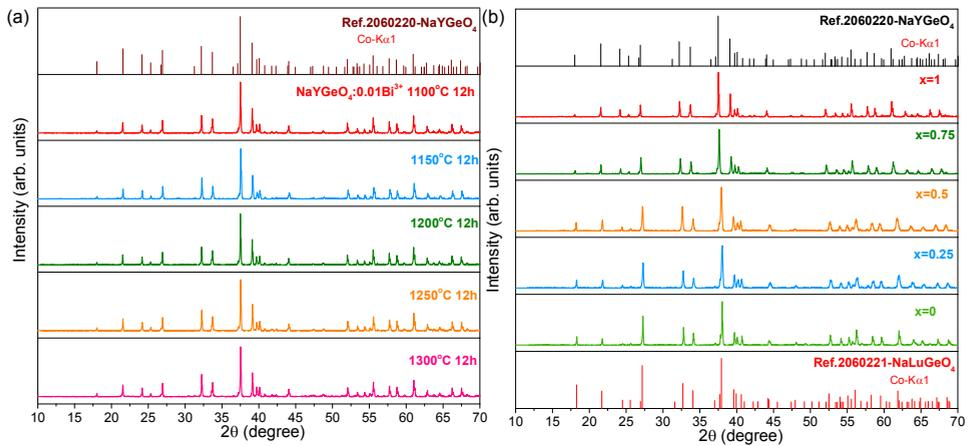 (a)
Ref.2060220-NaYGeO₄
Co-Kα1
NaYGeO₄:0.01Bi³⁺ 1100°C 12h
1150°C 12h
1200°C 12h
1250°C 12h
1300°C 12h
Intensity (arb. units)
10 15 20 25 30 35 40 45 50 55 60 65 70
2θ (degree)
(b)
Ref.2060220-NaYGeO₄
Co-Kα1
x=1
x=0.75
x=0.5
x=0.25
x=0
Ref.2060221-NaLuGeO₄
Co-Kα1
Intensity (arb. units)
10 15 20 25 30 35 40 45 50 55 60 65 70
2θ (degree)